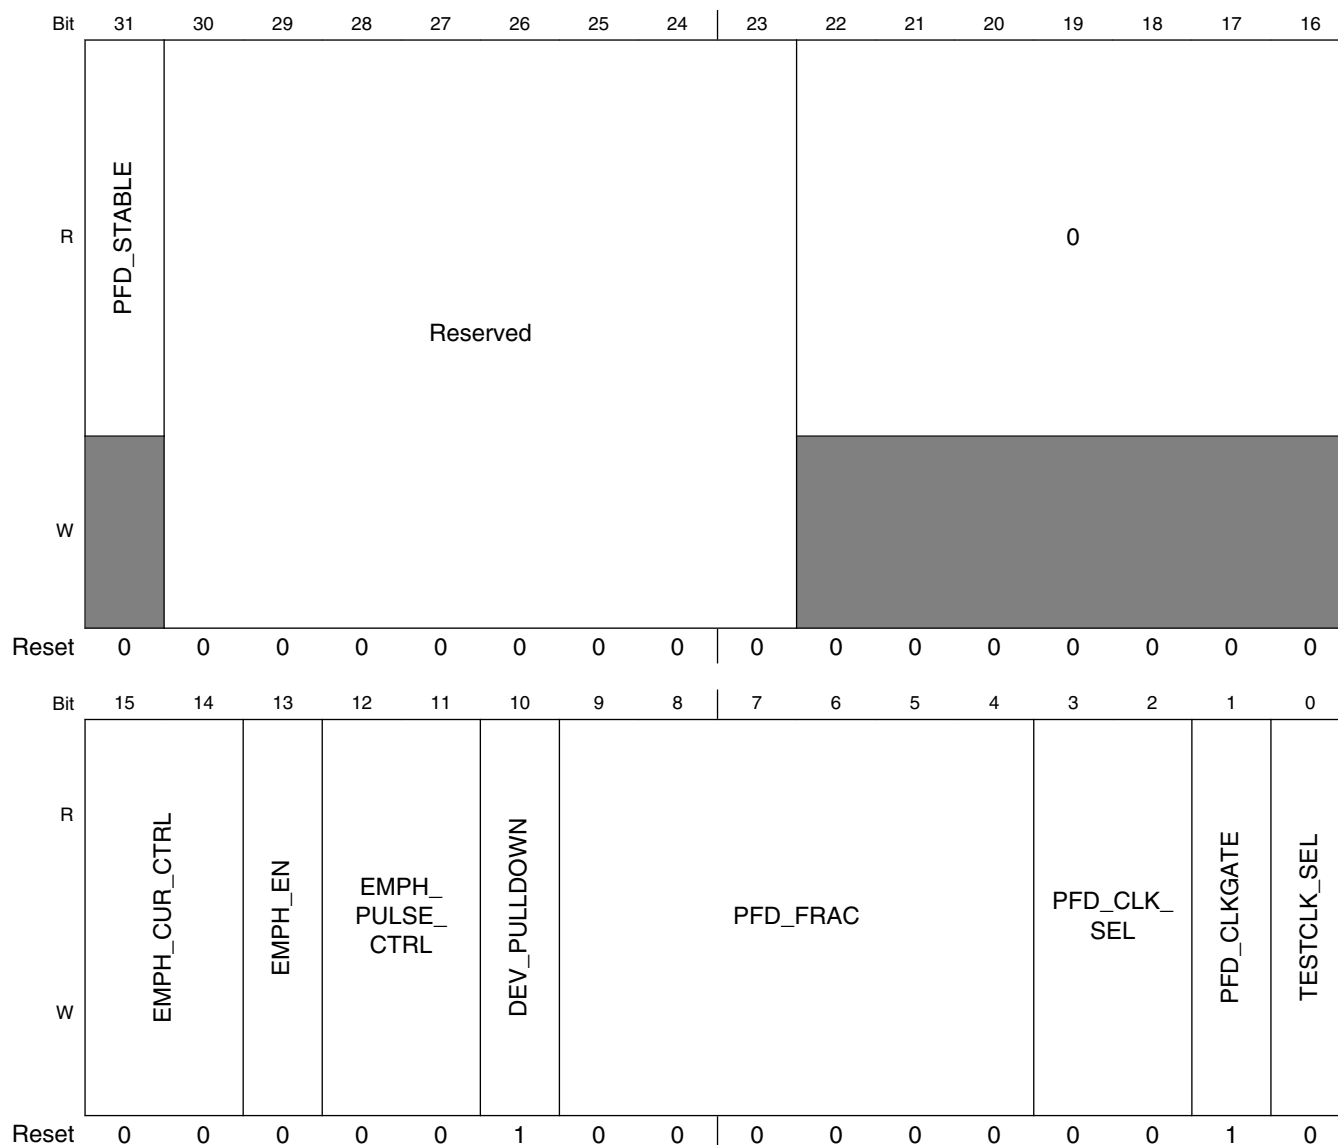 Bit 31 30 29 28 27 26 25 24 23 22 21 20 19 18 17 16
R PFD_STABLE Reserved 0
W
Reset 0 0 0 0 0 0 0 0 0 0 0 0 0 0 0 0
Bit 15 14 13 12 11 10 9 8 7 6 5 4 3 2 1 0
R
EMPH_CUR_CTRL
EMPH_EN
EMPH_
PULSE_
CTRL
DEV_PULLDOWN
PFD_FRAC
PFD_CLK_
SEL
PFD_CLKGATE
TESTCLK_SEL
W
Reset 0 0 0 0 0 1 0 0 0 0 0 0 0 0 1 0